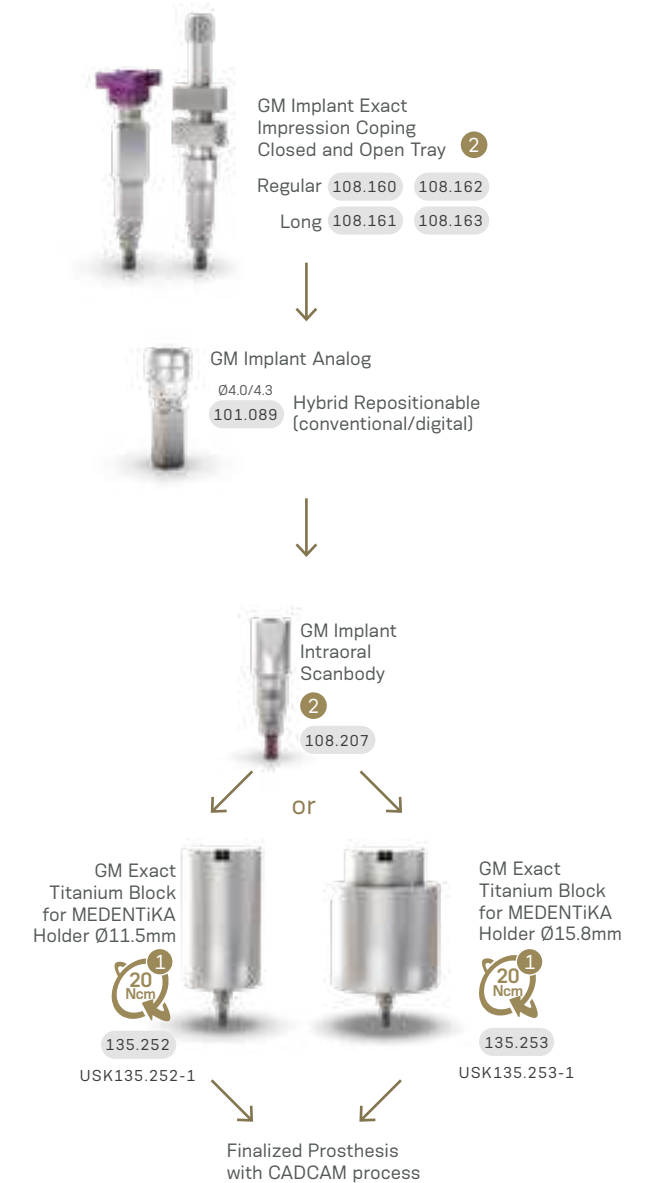 GM Implant Exact
Impression Coping
Closed and Open Tray 2
Regular 108.160 108.162
Long 108.161 108.163
GM Implant Analog
Ø4.0/4.3
101.089
Hybrid Repositionable
(conventional/digital)
GM Implant
Intraoral
Scanbody
2
108.207
or
GM Exact
Titanium Block
for MEDENTiKA
Holder Ø11.5mm
1
20
Ncm
135.252
USK135.252-1
GM Exact
Titanium Block
for MEDENTiKA
Holder Ø15.8mm
1
20
Ncm
135.253
USK135.253-1
Finalized Prosthesis
with CADCAM process